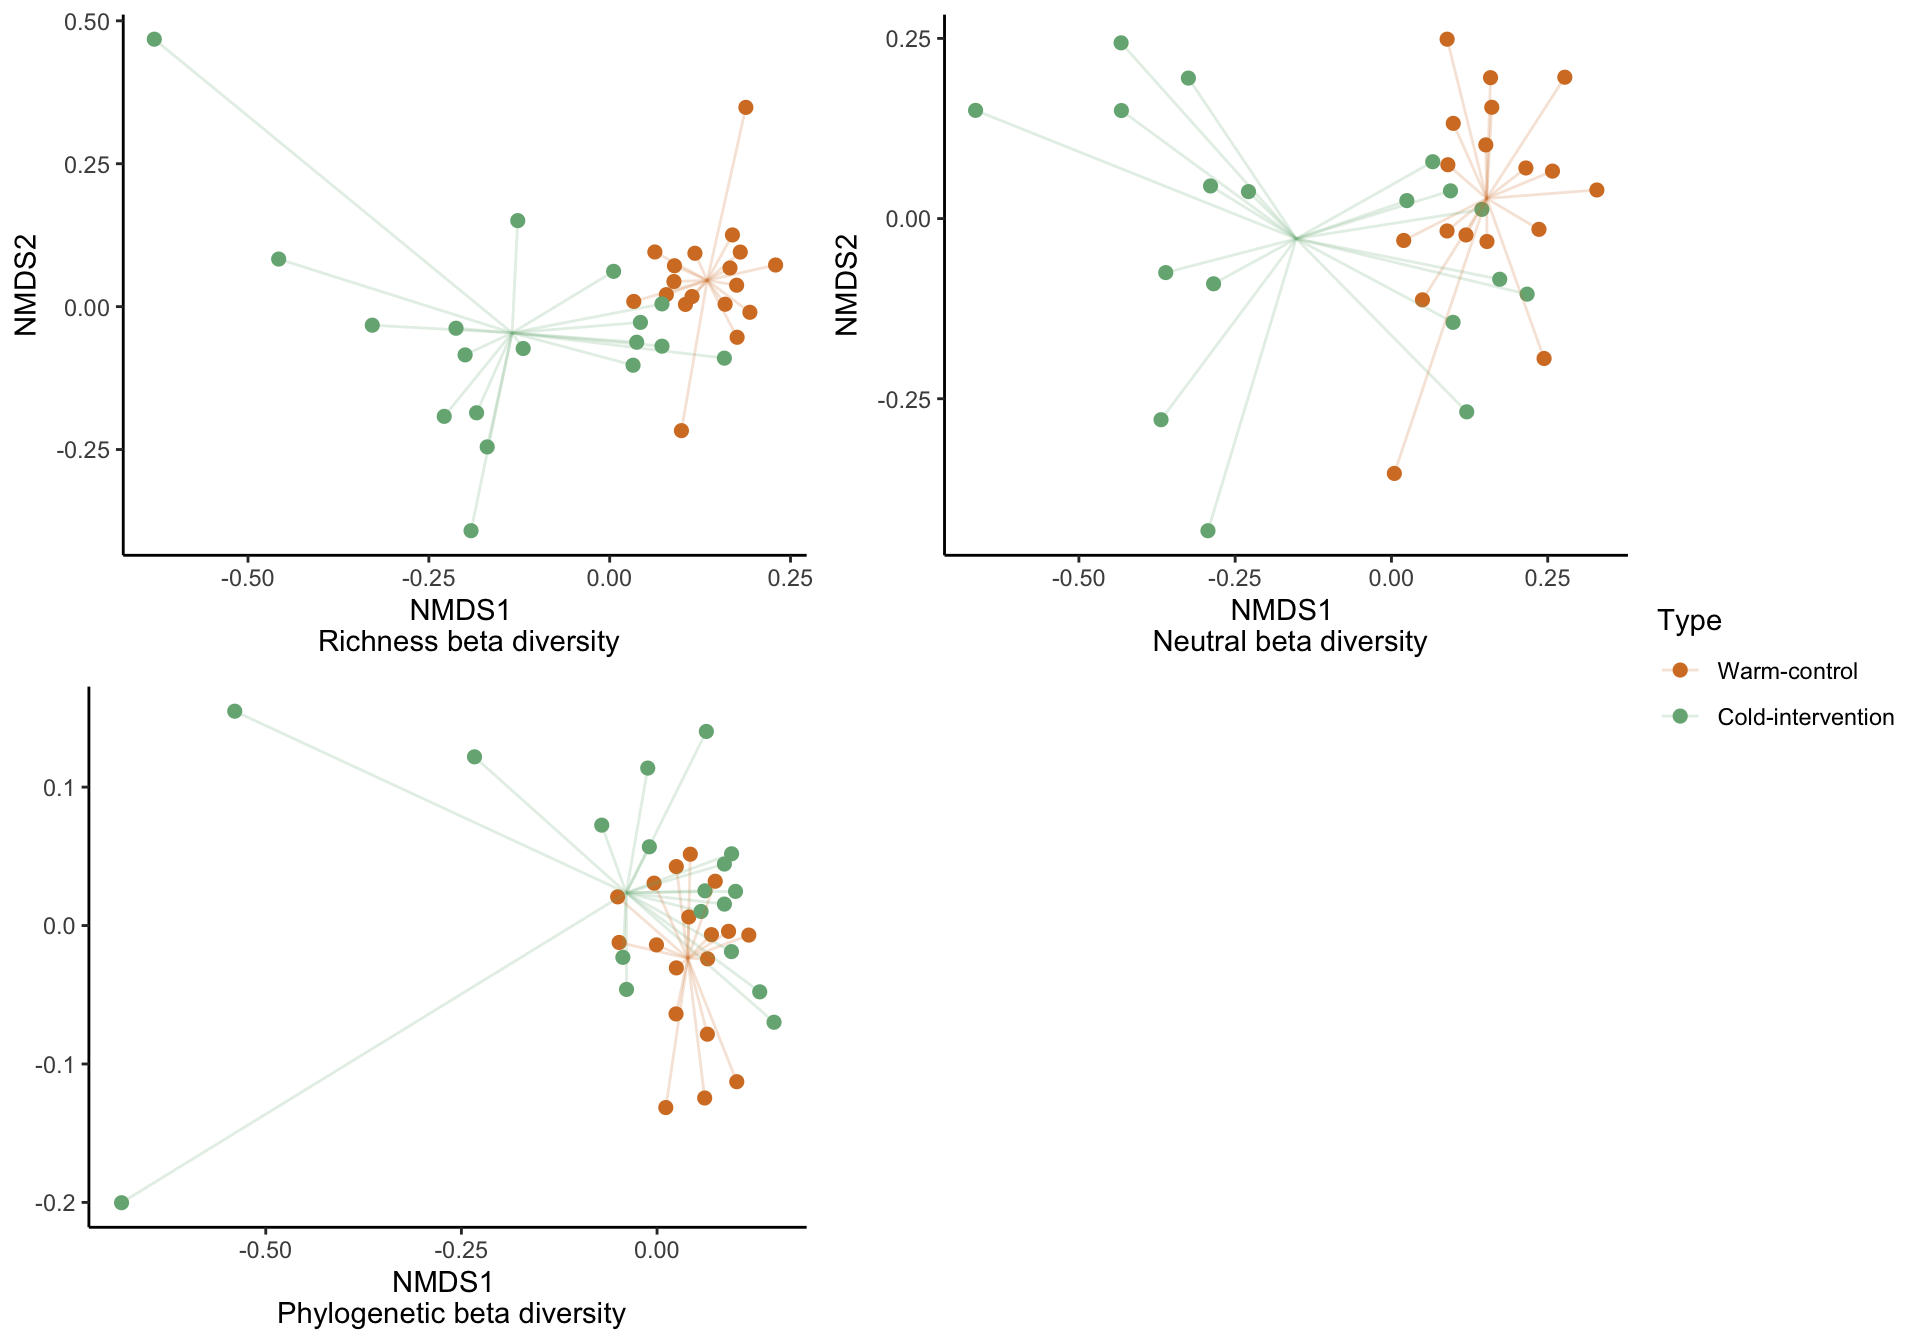 0.50
0.25
0.00
-0.25
NMDS2
-0.50
-0.25
0.00
0.25
NMDS1
Richness beta diversity
0.25
0.00
-0.25
NMDS2
-0.50
-0.25
0.00
0.25
NMDS1
Neutral beta diversity
Type
Warm-control
Cold-intervention
0.1
0.0
-0.1
-0.2
-0.50
-0.25
0.00
NMDS1
Phylogenetic beta diversity